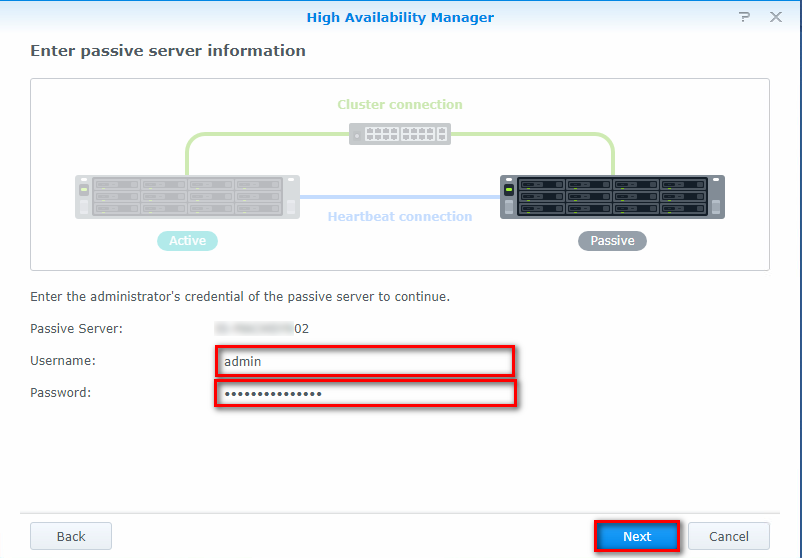 High Availability Manager
Enter passive server information
Cluster connection
Heartbeat connection
Active
Passive
Enter the administrator's credential of the passive server to continue.
Passive Server: 02
Username: admin
Password: •••••••••••••••
Back
Next
Cancel